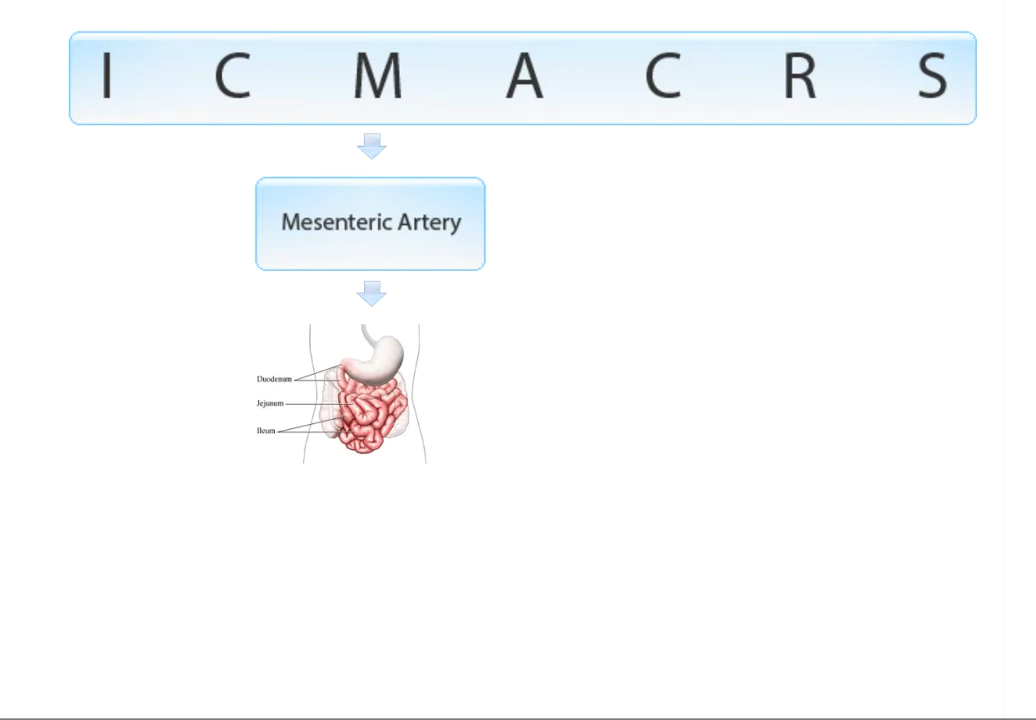 I C M A C R S
Mesenteric Artery
Duodenum
Jejunum
Ileum